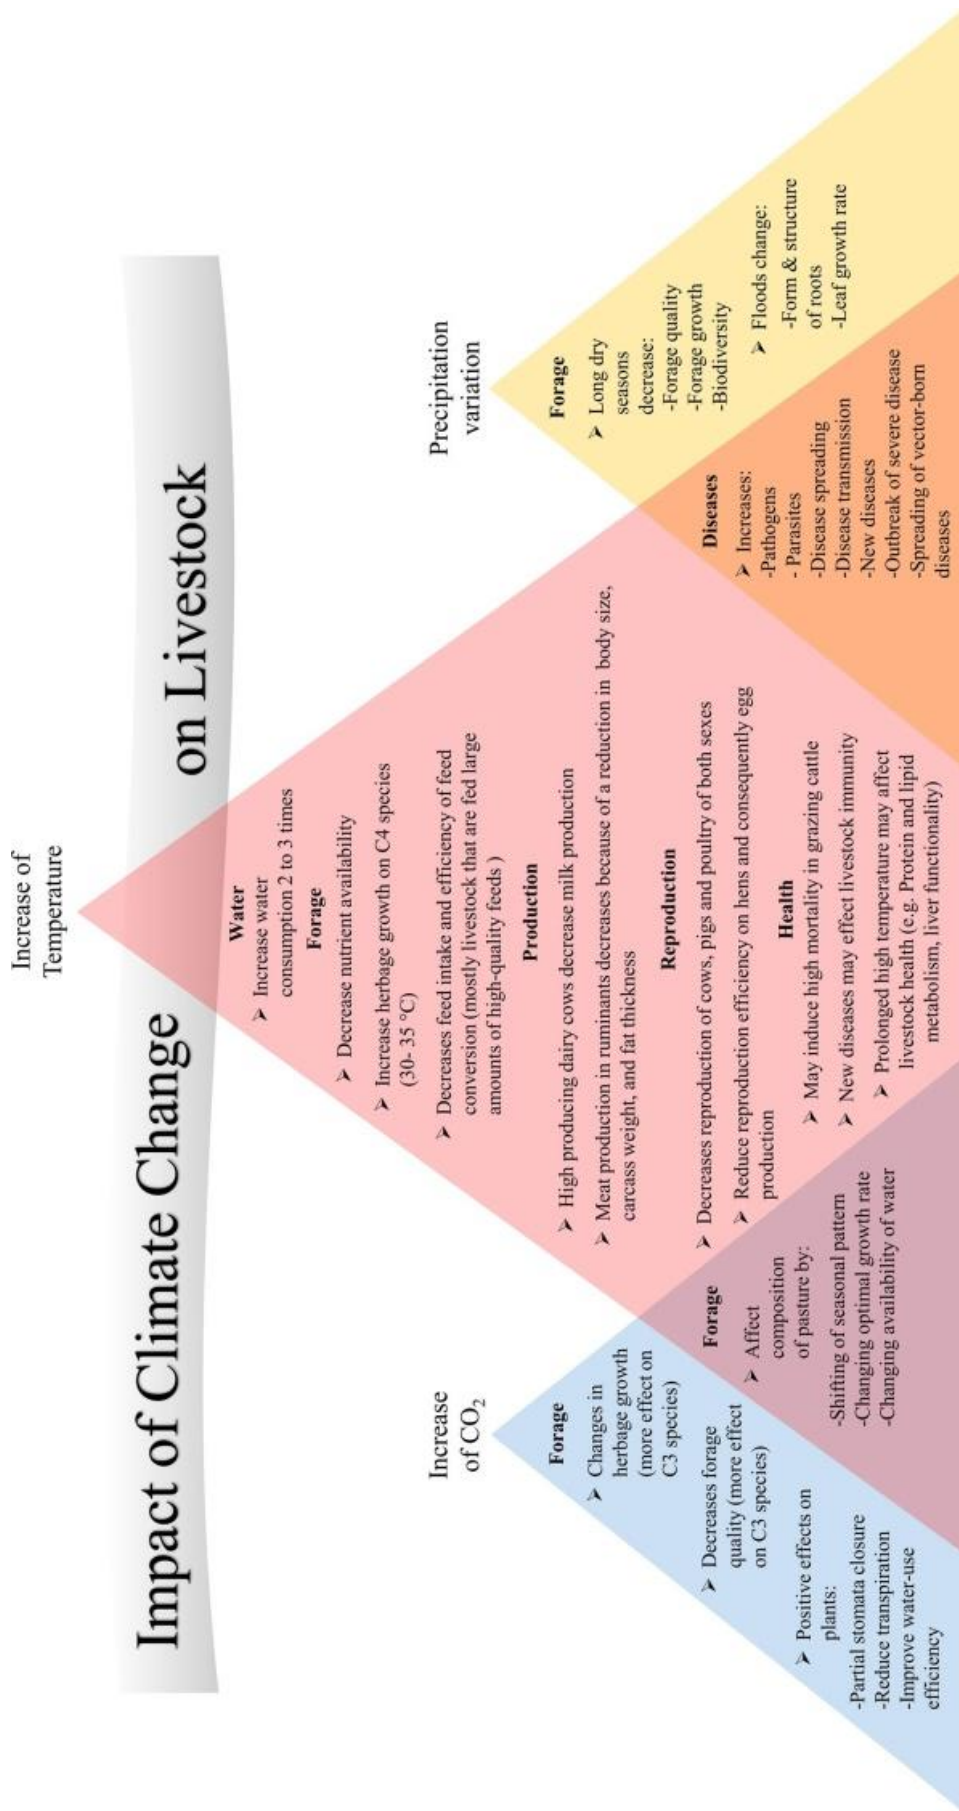 Increase of
Temperature
Impact of Climate Change on Livestock
Water
➤ Increase water
consumption 2 to 3 times
Forage
➤ Decrease nutrient availability
➤ Increase herbage growth on C4 species
(30- 35 °C)
➤ Decreases feed intake and efficiency of feed
conversion (mostly livestock that are fed large
amounts of high-quality feeds )
Production
➤ High producing dairy cows decrease milk production
➤ Meat production in ruminants decreases because of a reduction in body size,
carcass weight, and fat thickness
Reproduction
➤ Decreases reproduction of cows, pigs and poultry of both sexes
➤ Reduce reproduction efficiency on hens and consequently egg
production
Health
➤ May induce high mortality in grazing cattle
➤ New diseases may effect livestock immunity
➤ Prolonged high temperature may affect
livestock health (e.g. Protein and lipid
metabolism, liver functionality)
Increase
of CO₂
Forage
➤ Changes in
herbage growth
(more effect on
C3 species)
➤ Decreases forage
quality (more effect
on C3 species)
➤ Positive effects on
plants:
-Partial stomata closure
-Reduce transpiration
-Improve water-use
efficiency
Forage
➤ Affect
composition
of pasture by:
-Shifting of seasonal pattern
-Changing optimal growth rate
-Changing availability of water
Precipitation
variation
Forage
➤ Long dry
seasons
decrease:
-Forage quality
-Forage growth
-Biodiversity
➤ Floods change:
-Form & structure
of roots
-Leaf growth rate
Diseases
➤ Increases:
-Pathogens
- Parasites
-Disease spreading
-Disease transmission
-New diseases
-Outbreak of severe disease
-Spreading of vector-born
diseases